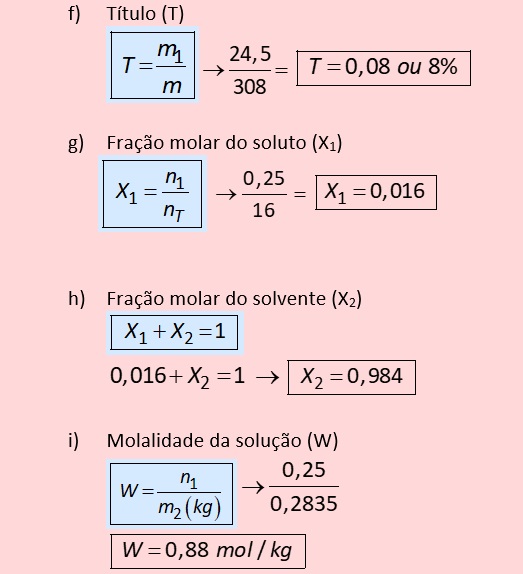 f) Título (T)
T = m₁/m → 24,5/308 = T = 0,08 ou 8%
g) Fração molar do soluto (X₁)
X₁ = n₁/n_T → 0,25/16 = X₁ = 0,016
h) Fração molar do solvente (X₂)
X₁ + X₂ = 1
0,016 + X₂ = 1 → X₂ = 0,984
i) Molalidade da solução (W)
W = n₁/m₂(kg) → 0,25/0,2835
W = 0,88 mol / kg